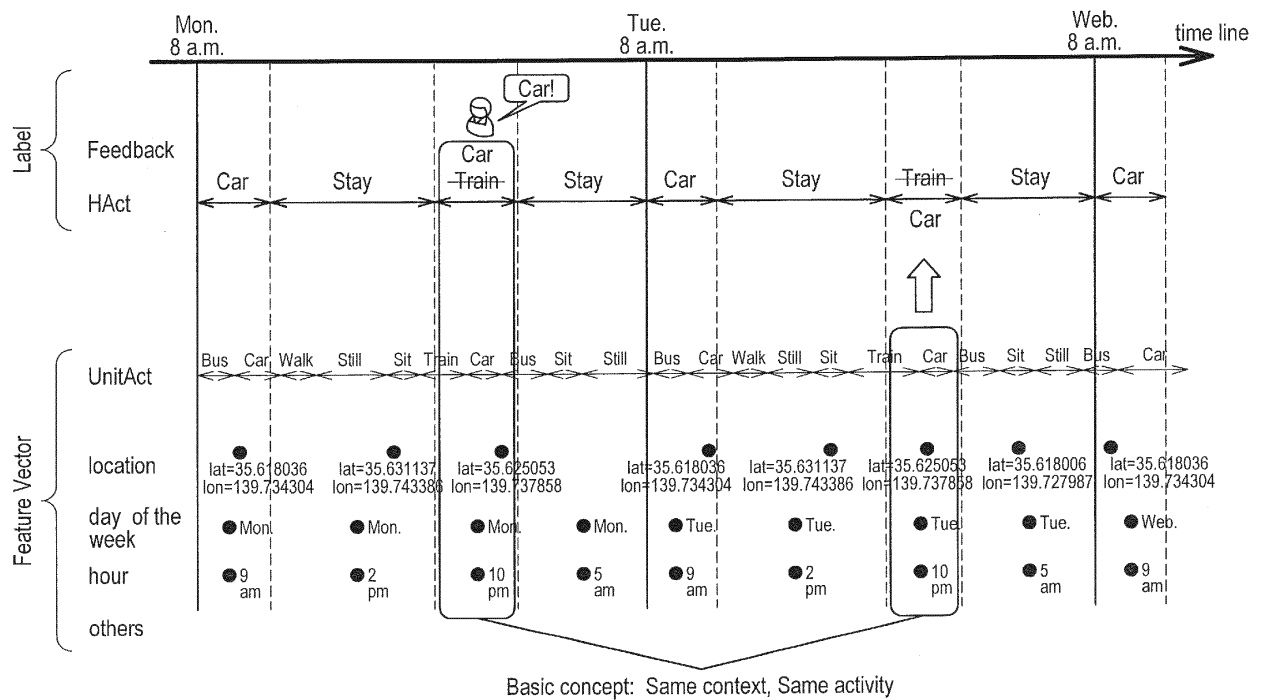 Mon.
8 a.m.
Tue.
8 a.m.
Web.
8 a.m.
time line
Car!
Label
Feedback
Car
HAct
Car Stay Train Stay Car Stay Train Stay Car
Car
Feature Vector
UnitAct
Bus Car Walk Still Sit Train Car Bus Sit Still Bus Car Walk Still Sit Train Car Bus Sit Still Bus Car
location
lat=35.618036 lat=35.631137 lat=35.625053 lat=35.618036 lat=35.631137 lat=35.625053 lat=35.618006 lat=35.618036
lon=139.734304 lon=139.743386 lon=139.737858 lon=139.734304 lon=139.743386 lon=139.737858 lon=139.727987 lon=139.734304
day of the
week
Mon. Mon. Mon. Mon. Tue. Tue. Tue. Tue. Web.
hour
9 2 10 5 9 2 10 5 9
am pm pm am am pm pm am am
others
Basic concept: Same context, Same activity